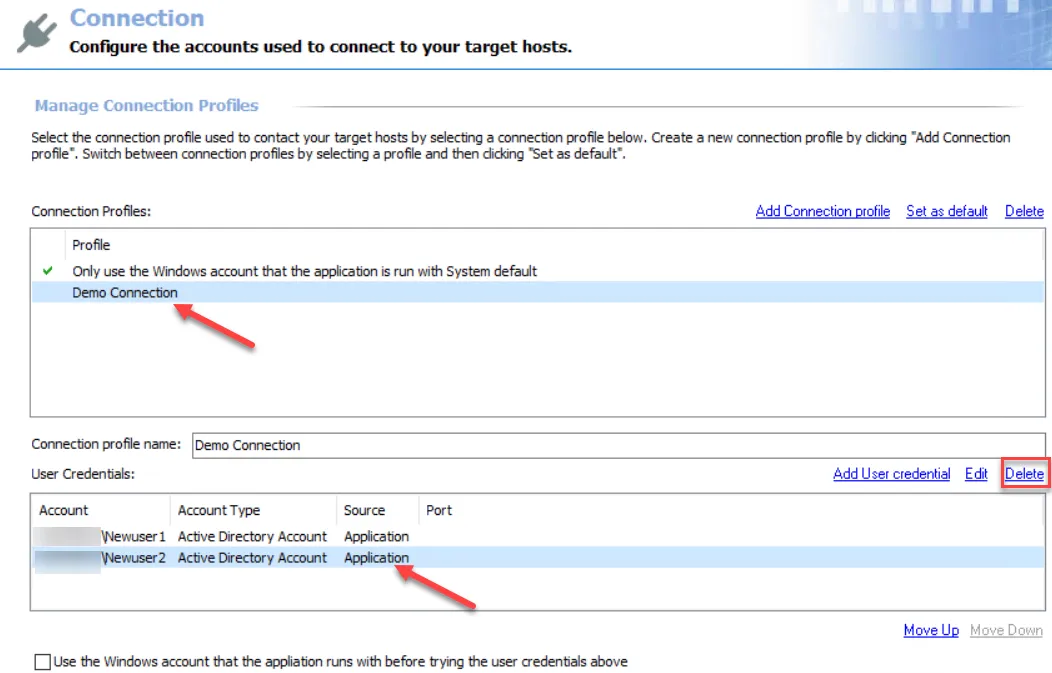 Connection
Configure the accounts used to connect to your target hosts.
Manage Connection Profiles
Select the connection profile used to contact your target hosts by selecting a connection profile below. Create a new connection profile by clicking "Add Connection
profile". Switch between connection profiles by selecting a profile and then clicking "Set as default".
Connection Profiles: Add Connection profile Set as default Delete
Profile
Only use the Windows account that the application is run with System default
Demo Connection
Connection profile name: Demo Connection
User Credentials: Add User credential Edit Delete
Account Account Type Source Port
\Newuser1 Active Directory Account Application
\Newuser2 Active Directory Account Application
Move Up Move Down
Use the Windows account that the appliation runs with before trying the user credentials above